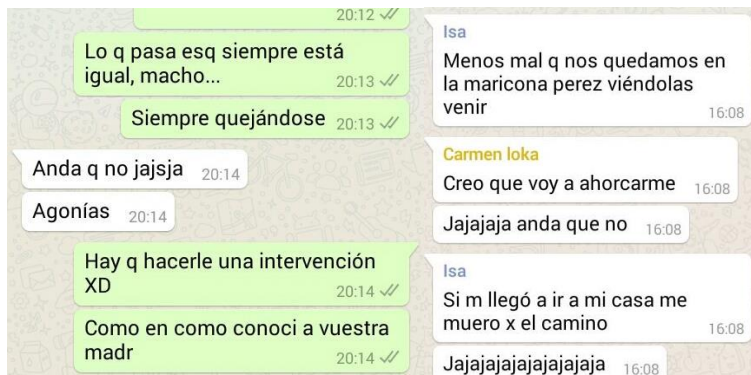 20:12
Lo q pasa esq siempre está
igual, macho... 20:13
Siempre quejándose 20:13
Anda q no jajsja 20:14
Agonías 20:14
Hay q hacerle una intervención
XD 20:14
Como en como conoci a vuestra
madr 20:14
Isa
Menos mal q nos quedamos en
la maricona perez viéndolas
venir 16:08
Carmen loka
Creo que voy a ahorcarme 16:08
Jajajaja anda que no 16:08
Isa
Si m llegó a ir a mi casa me
muero x el camino 16:08
Jajajajajajajajaja 16:08